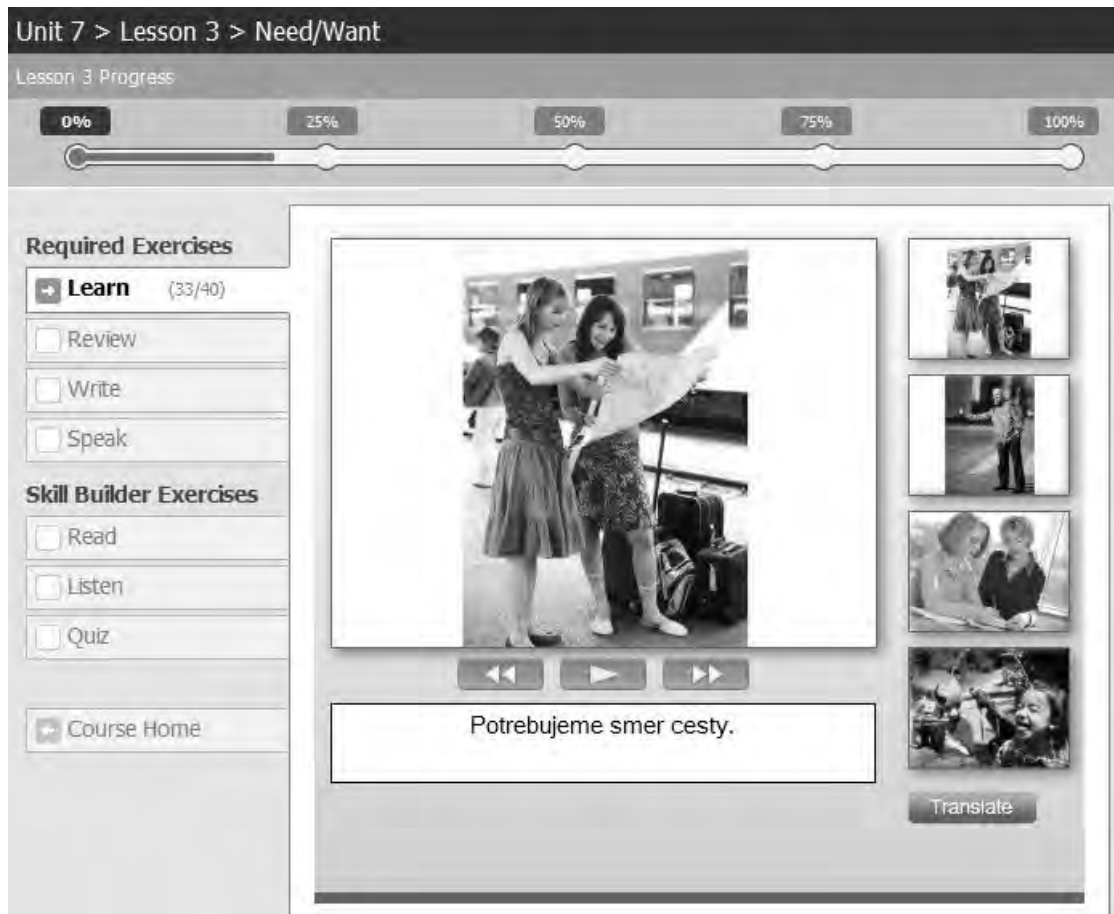 Unit 7 > Lesson 3 > Need/Want
Lesson 3 Progress
0% 25% 50% 75% 100%
Required Exercises
Learn (33/40)
Review
Write
Speak
Skill Builder Exercises
Read
Listen
Quiz
Course Home
Potrebujeme smer cesty.
Translate